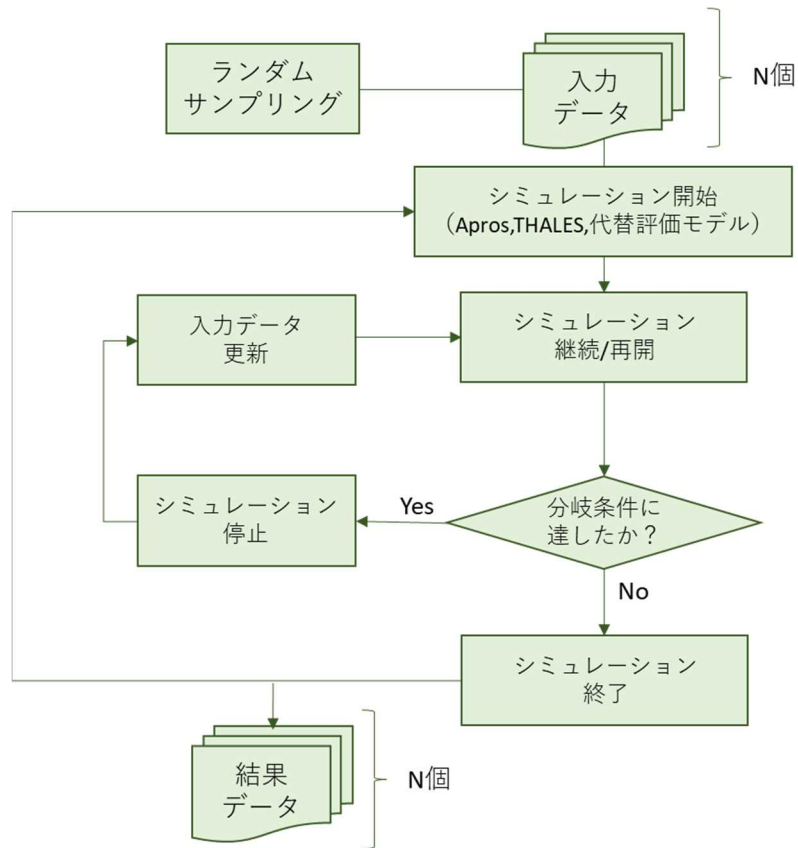 ランダム
サンプリング
入力
データ
N個
シミュレーション開始
（Apros,THALES,代替評価モデル）
入力データ
更新
シミュレーション
継続/再開
シミュレーション
停止
Yes
分岐条件に
達したか？
No
シミュレーション
終了
結果
データ
N個